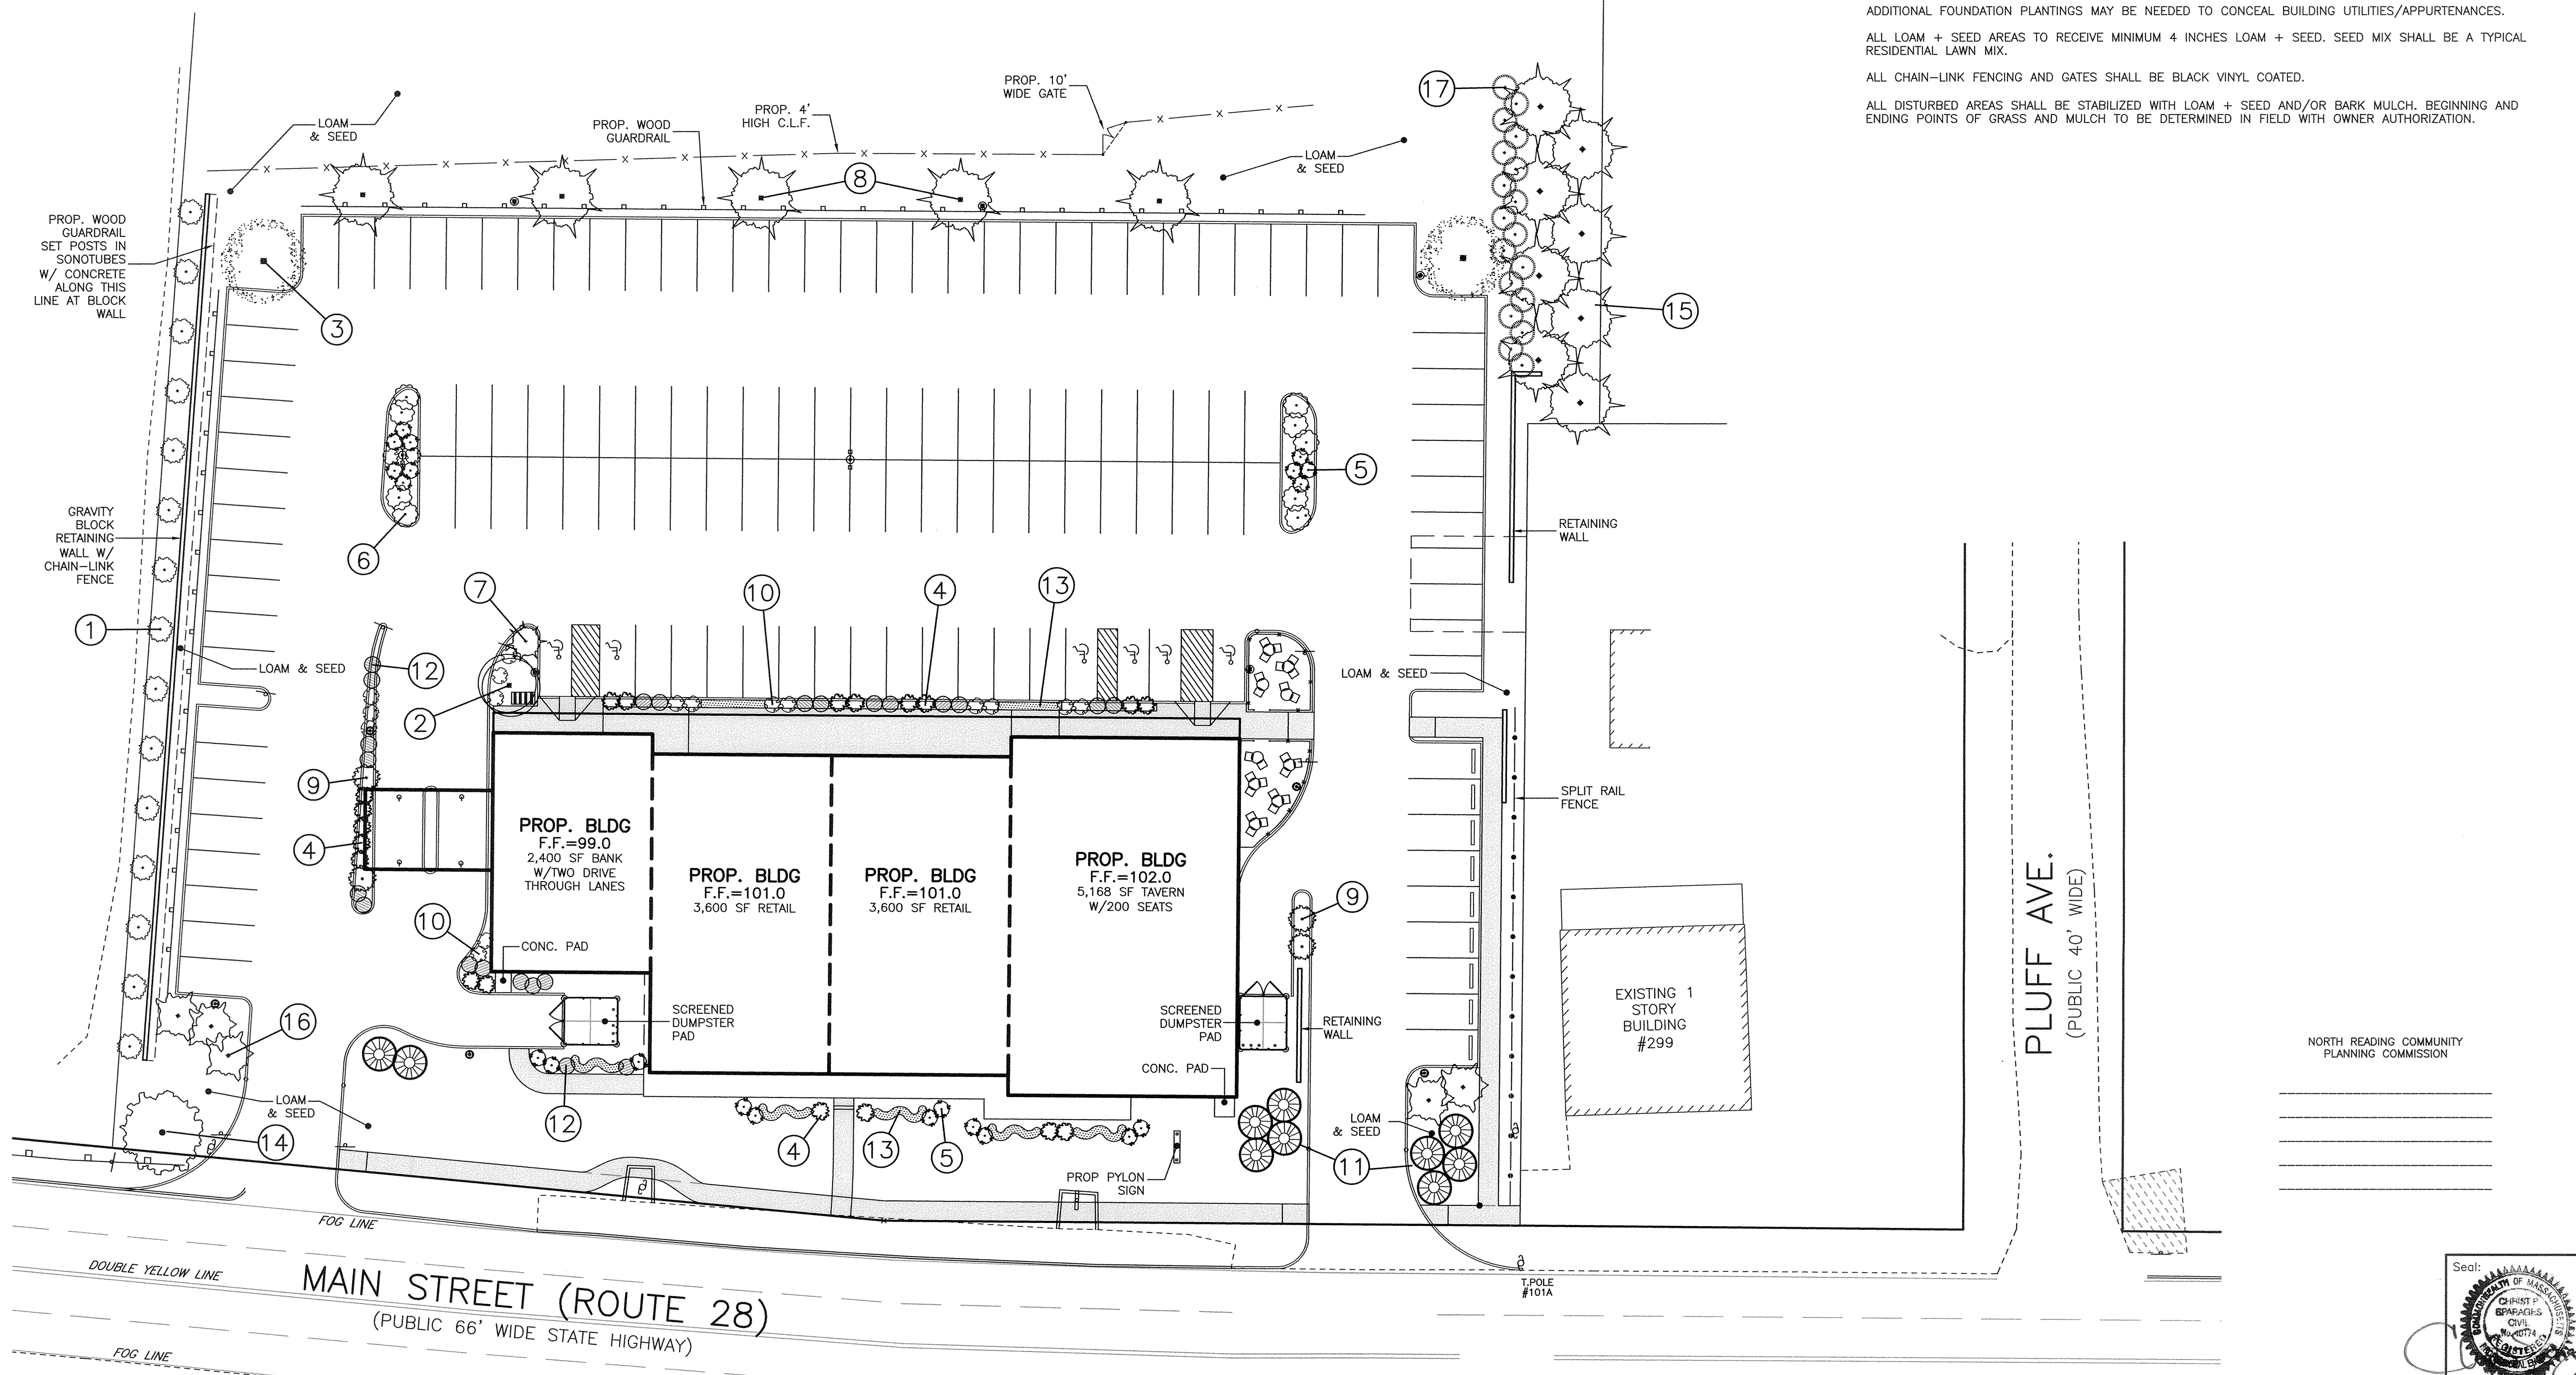 ADDITIONAL FOUNDATION PLANTINGS MAY BE NEEDED TO CONCEAL BUILDING UTILITIES/APPURTENANCES.
ALL LOAM + SEED AREAS TO RECEIVE MINIMUM 4 INCHES LOAM + SEED. SEED MIX SHALL BE A TYPICAL
RESIDENTIAL LAWN MIX.
ALL CHAIN-LINK FENCING AND GATES SHALL BE BLACK VINYL COATED.
ALL DISTURBED AREAS SHALL BE STABILIZED WITH LOAM + SEED AND/OR BARK MULCH. BEGINNING AND
ENDING POINTS OF GRASS AND MULCH TO BE DETERMINED IN FIELD WITH OWNER AUTHORIZATION.
PROP. 10'
WIDE GATE
17
PROP. 4'
HIGH C.L.F.
PROP. WOOD
GUARDRAIL
LOAM
& SEED
LOAM
& SEED
8
PROP. WOOD
GUARDRAIL
SET POSTS IN
SONOTUBES
W/ CONCRETE
ALONG THIS
LINE AT BLOCK
WALL
3
15
5
GRAVITY
BLOCK
RETAINING
WALL W/
CHAIN-LINK
FENCE
RETAINING
WALL
6
7
10
4
13
1
LOAM & SEED
12
LOAM & SEED
2
9
4
SPLIT RAIL
FENCE
PROP. BLDG
F.F.=99.0
2,400 SF BANK
W/TWO DRIVE
THROUGH LANES
PROP. BLDG
F.F.=101.0
3,600 SF RETAIL
PROP. BLDG
F.F.=101.0
3,600 SF RETAIL
PROP. BLDG
F.F.=102.0
5,168 SF TAVERN
W/200 SEATS
9
10
CONC. PAD
PLUFF AVE.
(PUBLIC 40' WIDE)
EXISTING 1
STORY
BUILDING
#299
16
SCREENED
DUMPSTER
PAD
SCREENED
DUMPSTER
PAD
RETAINING
WALL
CONC. PAD
NORTH READING COMMUNITY
PLANNING COMMISSION
LOAM
& SEED
12
LOAM
& SEED
14
4
13
5
11
PROP PYLON
SIGN
FOG LINE
DOUBLE YELLOW LINE
MAIN STREET (ROUTE 28)
(PUBLIC 66' WIDE STATE HIGHWAY)
FOG LINE
T.POLE
#101A
Seal:
COMMONWEALTH OF MASSACHUSETTS
CHRIST P
SPARAGES
CIVIL
No. 40174
REGISTERED